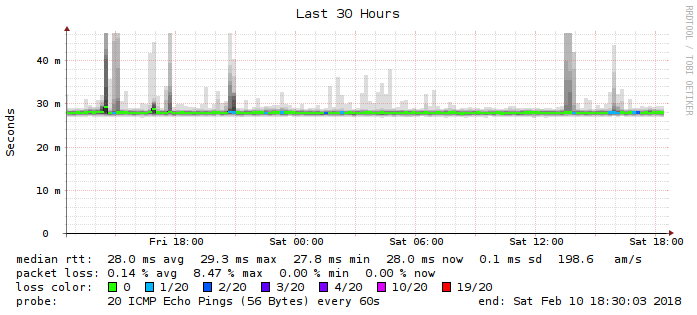 Last 30 Hours
RRDTOOL / TOBI OETIKER
Seconds
40 m
30 m
20 m
10 m
0
Fri 18:00 Sat 00:00 Sat 06:00 Sat 12:00 Sat 18:00
median rtt: 28.0 ms avg 29.3 ms max 27.8 ms min 28.0 ms now 0.1 ms sd 198.6 am/s
packet loss: 0.14 % avg 8.47 % max 0.00 % min 0.00 % now
loss color: 0 1/20 2/20 3/20 4/20 10/20 19/20
probe: 20 ICMP Echo Pings (56 Bytes) every 60s end: Sat Feb 10 18:30:03 2018